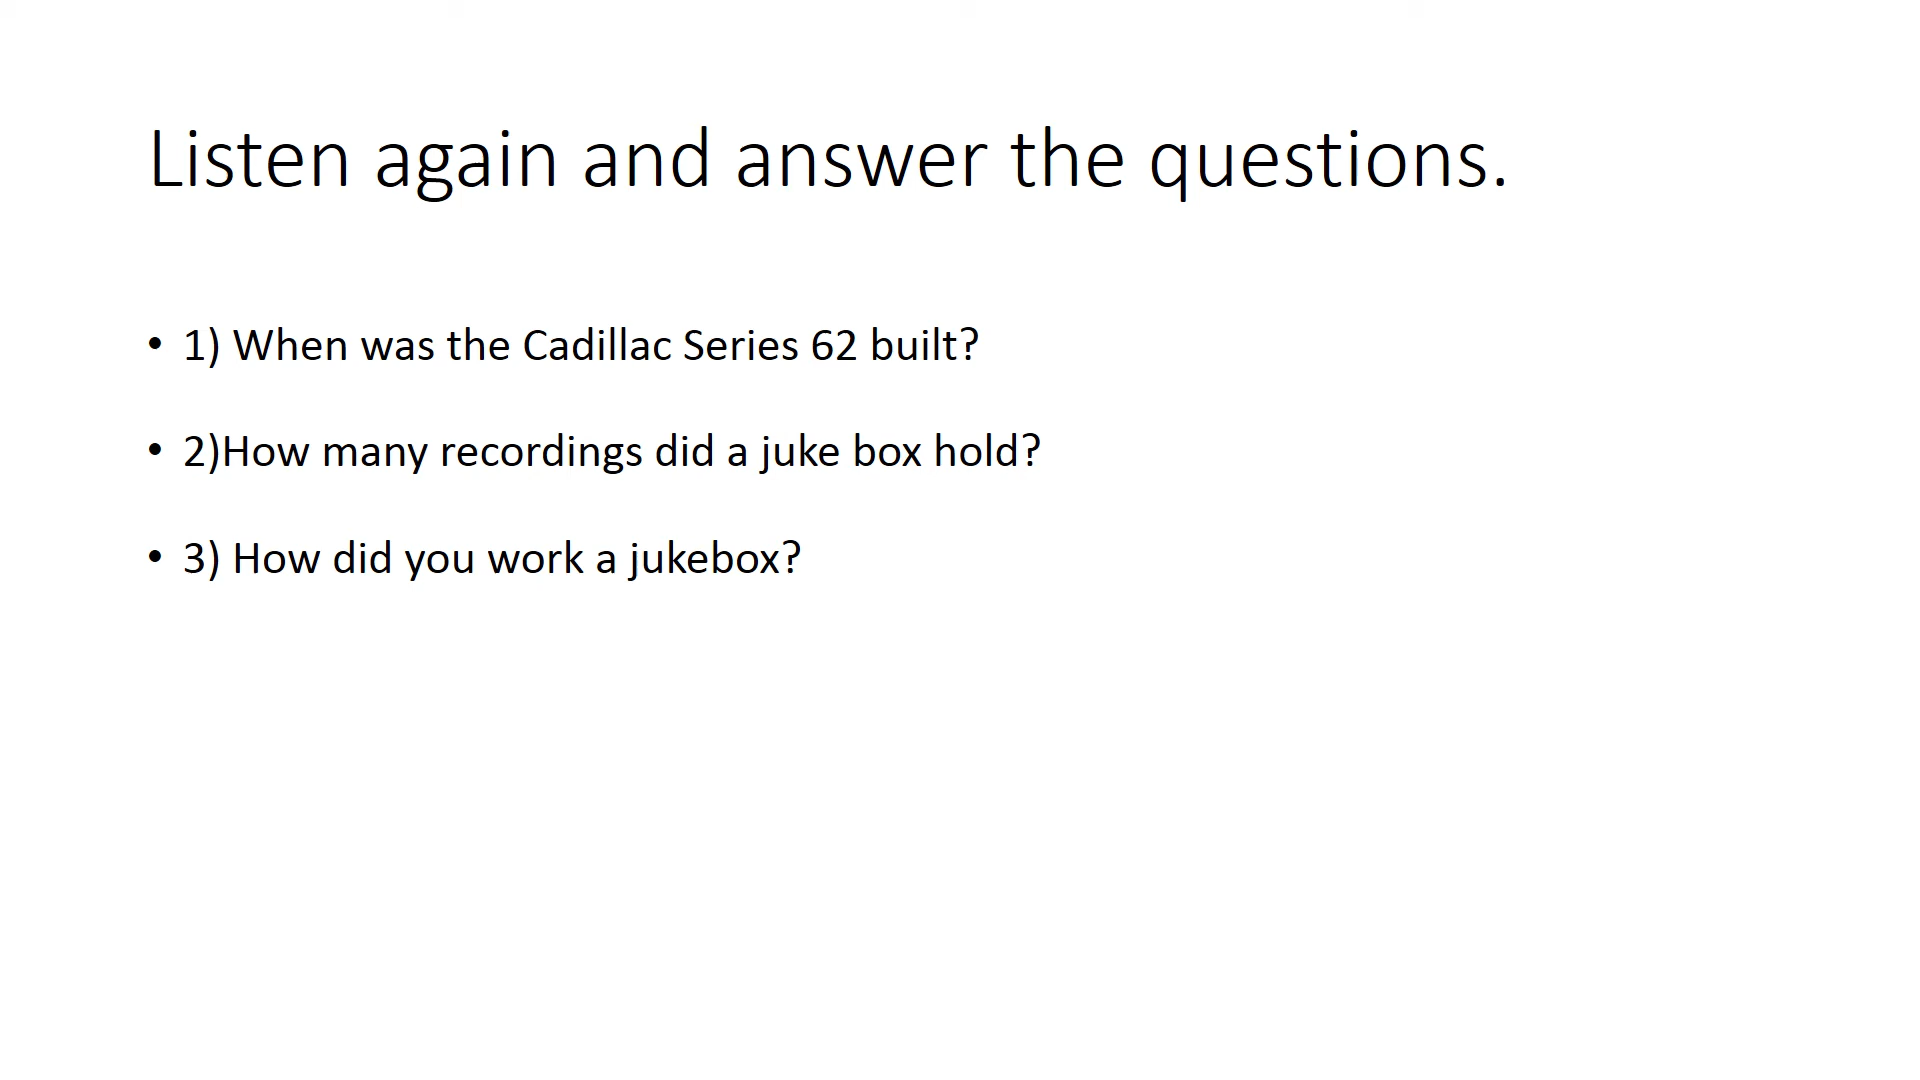 Listen again and answer the questions.
• 1) When was the Cadillac Series 62 built?
• 2)How many recordings did a juke box hold?
• 3) How did you work a jukebox?